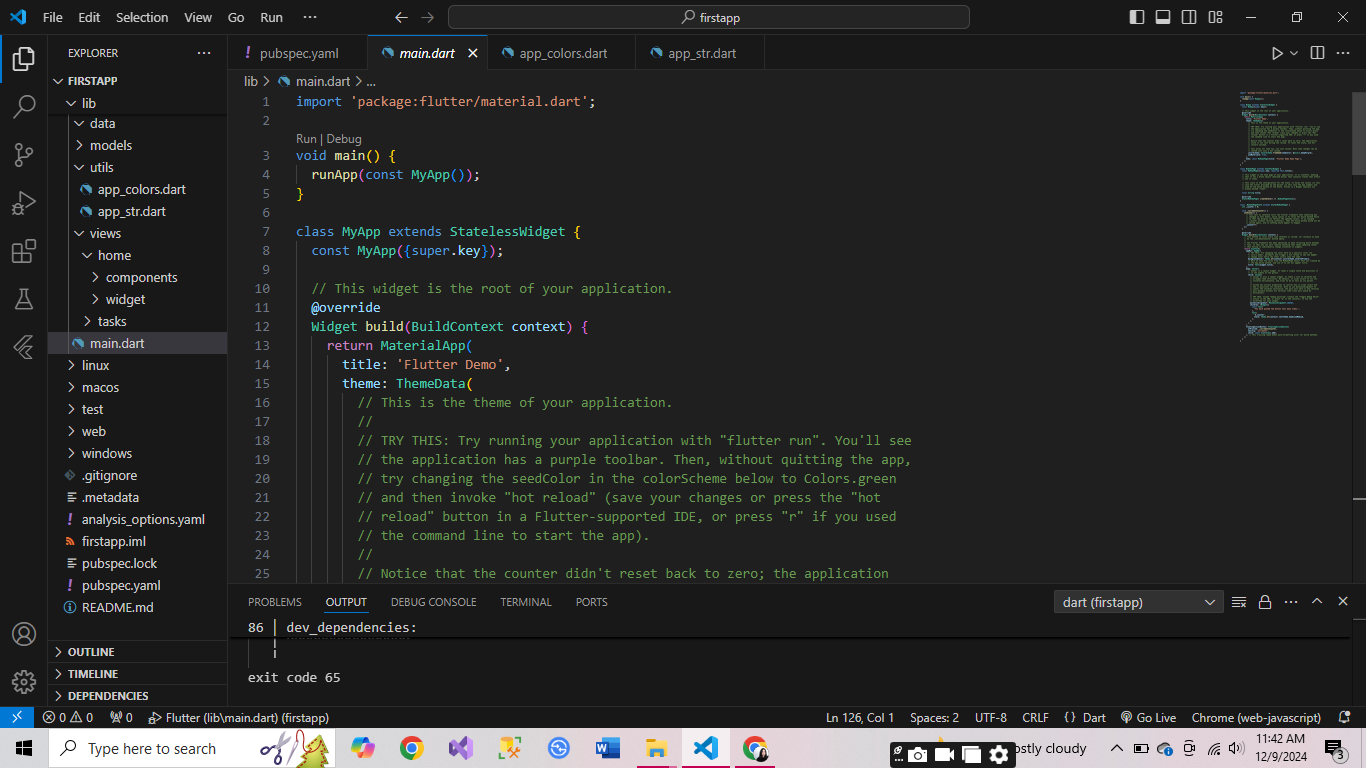 File Edit Selection View Go Run ···
firstapp
EXPLORER
FIRSTAPP
lib
data
models
utils
app_colors.dart
app_str.dart
views
home
components
widget
tasks
main.dart
linux
macos
test
web
windows
.gitignore
.metadata
analysis_options.yaml
firstapp.iml
pubspec.lock
pubspec.yaml
README.md
OUTLINE
TIMELINE
DEPENDENCIES
pubspec.yaml main.dart app_colors.dart app_str.dart
lib > main.dart > ...
1 import 'package:flutter/material.dart';
2
Run | Debug
3 void main() {
4 runApp(const MyApp());
5 }
6
7 class MyApp extends StatelessWidget {
8 const MyApp({super.key});
9
10 // This widget is the root of your application.
11 @override
12 Widget build(BuildContext context) {
13 return MaterialApp(
14 title: 'Flutter Demo',
15 theme: ThemeData(
16 // This is the theme of your application.
17 //
18 // TRY THIS: Try running your application with "flutter run". You'll see
19 // the application has a purple toolbar. Then, without quitting the app,
20 // try changing the seedColor in the colorScheme below to Colors.green
21 // and then invoke "hot reload" (save your changes or press the "hot
22 // reload" button in a Flutter-supported IDE, or press "r" if you used
23 // the command line to start the app).
24 //
25 // Notice that the counter didn't reset back to zero; the application
PROBLEMS OUTPUT DEBUG CONSOLE TERMINAL PORTS
dart (firstapp)
86 | dev_dependencies:
exit code 65
0 0 0 Flutter (lib\main.dart) (firstapp)
Ln 126, Col 1 Spaces: 2 UTF-8 CRLF {} Dart Go Live Chrome (web-javascript)
Type here to search
ostly cloudy
11:42 AM
12/9/2024
3